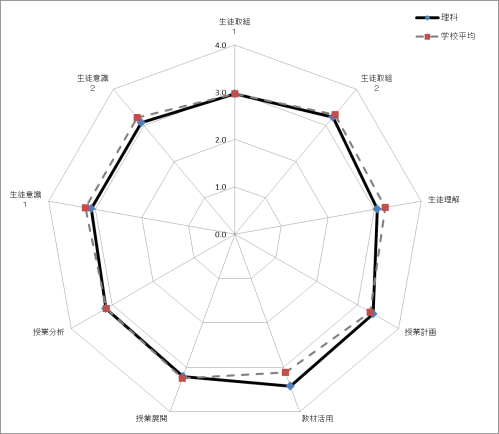 生徒取組
1
理科
学校平均
4.0
生徒意識
2
生徒取組
2
3.0
2.0
1.0
生徒意識
1
生徒理解
0.0
授業分析
授業計画
授業展開
教材活用